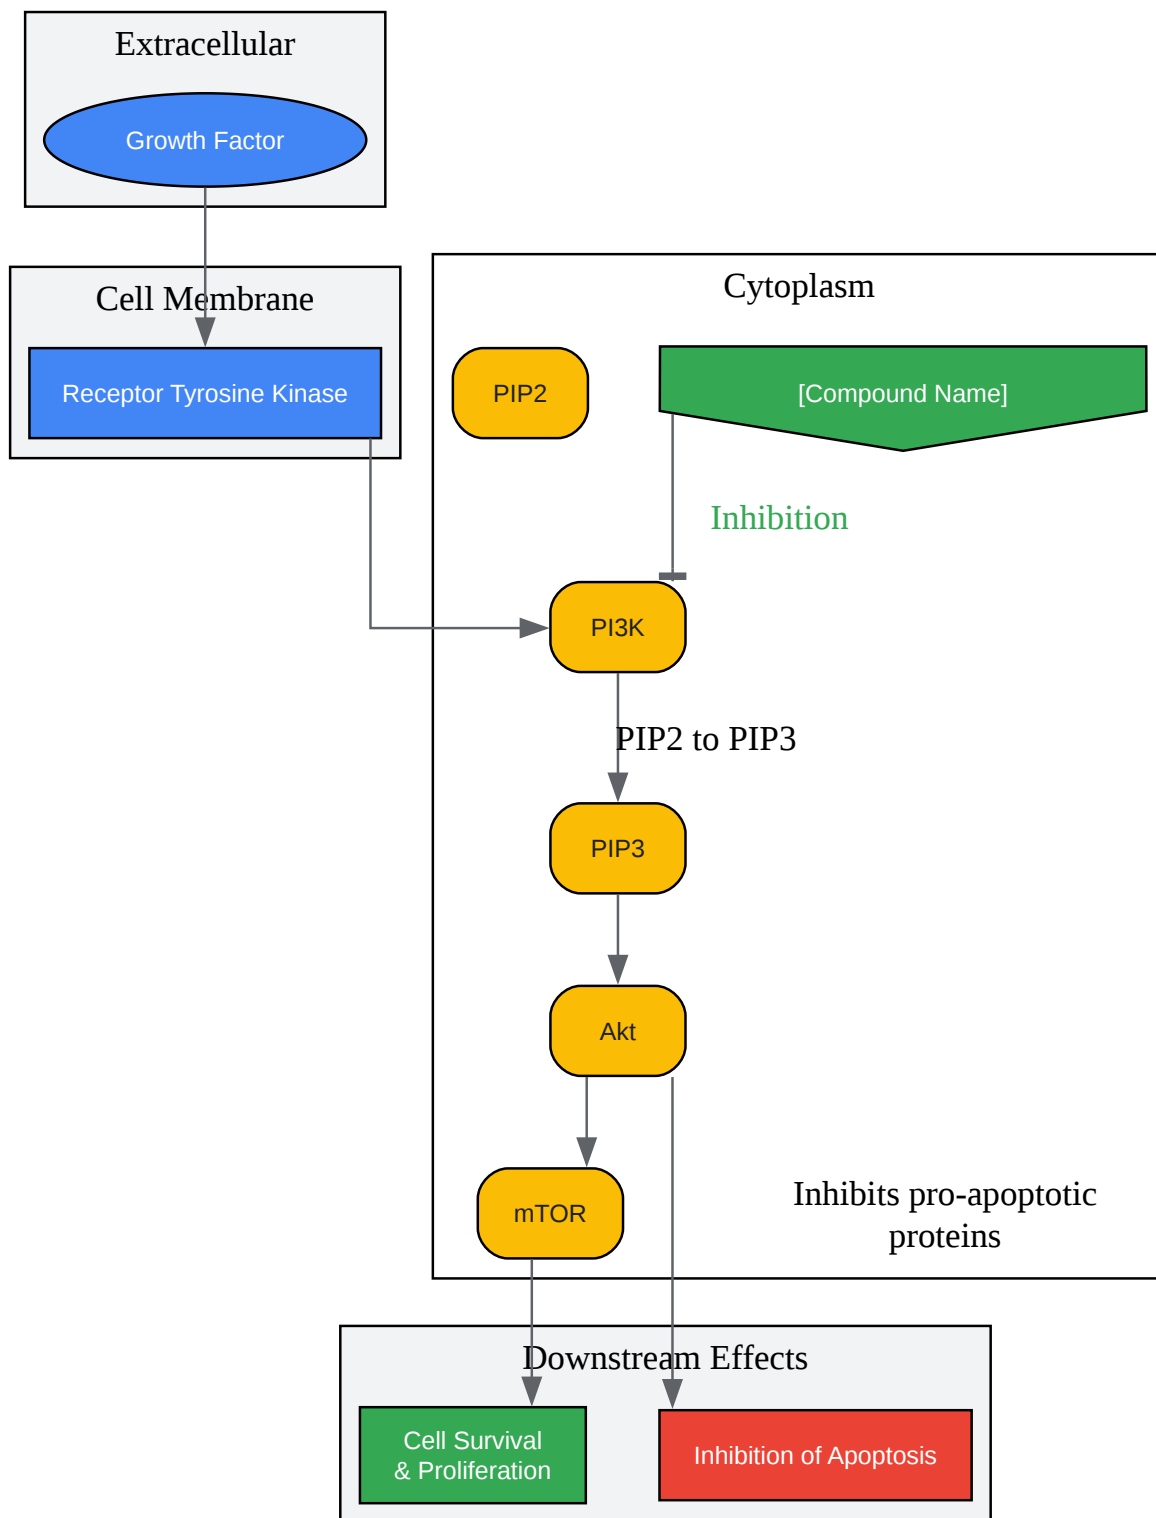 Extracellular
Growth Factor
Cell Membrane
Receptor Tyrosine Kinase
Cytoplasm
PIP2
[Compound Name]
Inhibition
PI3K
PIP2 to PIP3
PIP3
Akt
mTOR
Inhibits pro-apoptotic
proteins
Downstream Effects
Cell Survival
& Proliferation
Inhibition of Apoptosis